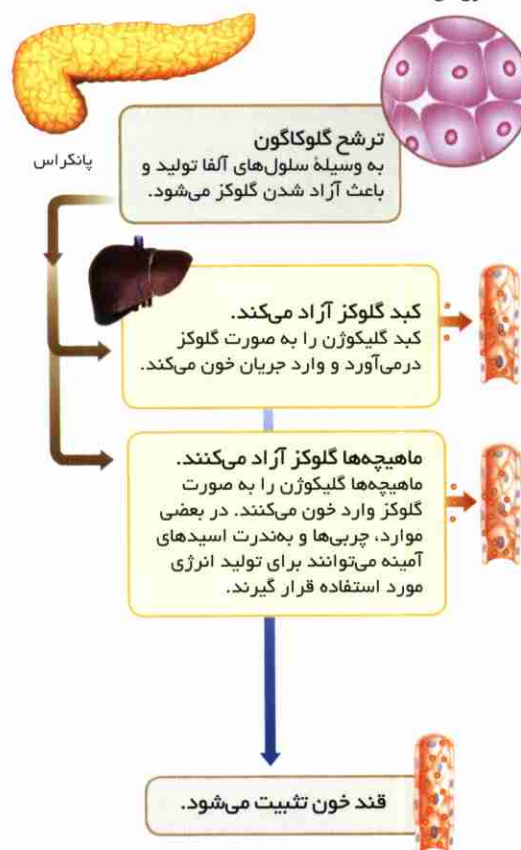 ترشح گلوکاگون
به وسیلهٔ سلول‌های آلفا تولید و
باعث آزاد شدن گلوکز می‌شود.
پانکراس
کبد گلوکز آزاد می‌کند.
کبد گلیکوژن را به صورت گلوکز
درمی‌آورد و وارد جریان خون می‌کند.
ماهیچه‌ها گلوکز آزاد می‌کنند.
ماهیچه‌ها گلیکوژن را به صورت
گلوکز وارد خون می‌کنند. در بعضی
موارد، چربی‌ها و به‌ندرت اسیدهای
آمینه می‌توانند برای تولید انرژی
مورد استفاده قرار گیرند.
قند خون تثبیت می‌شود.